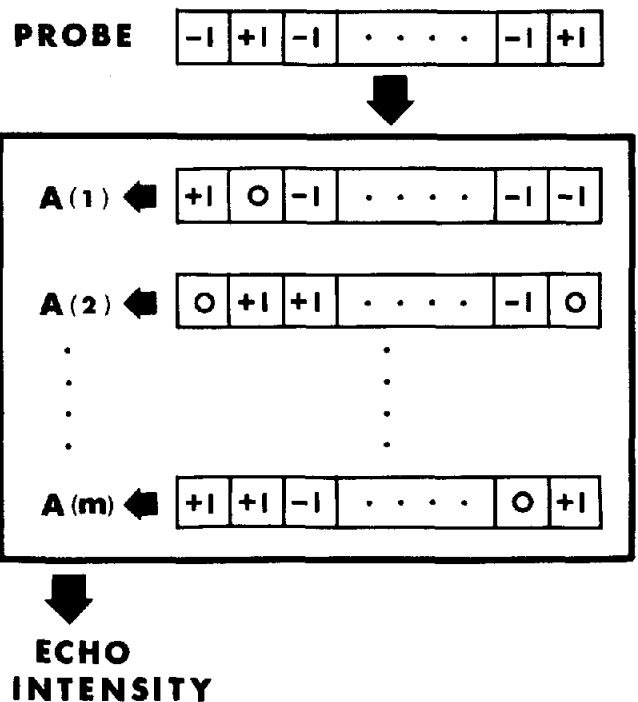 PROBE -1 +1 -1 . . . . -1 +1
A(1) +1 0 -1 . . . . -1 -1
A(2) 0 +1 +1 . . . . -1 0
A(m) +1 +1 -1 . . . . 0 +1
ECHO
INTENSITY